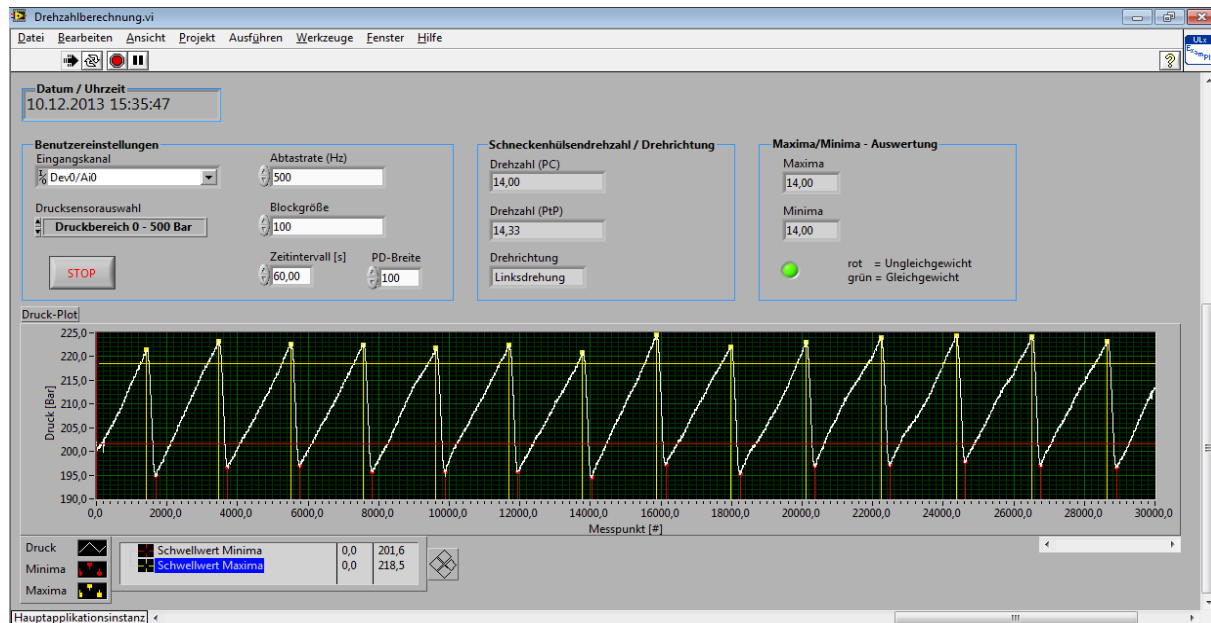 Drehzahlberechnung.vi
Datei Bearbeiten Ansicht Projekt Ausführen Werkzeuge Fenster Hilfe
?
ULx
Exampl
Datum / Uhrzeit
10.12.2013 15:35:47
Benutzereinstellungen
Eingangskanal
I/O Dev0/Ai0
Drucksensorauswahl
Druckbereich 0 - 500 Bar
STOP
Abtastrate (Hz)
500
Blockgröße
100
Zeitintervall [s] PD-Breite
60,00 100
Schneckenhülsendrehzahl / Drehrichtung
Drehzahl (PC)
14,00
Drehzahl (PtP)
14,33
Drehrichtung
Linksdrehung
Maxima/Minima - Auswertung
Maxima
14,00
Minima
14,00
rot = Ungleichgewicht
grün = Gleichgewicht
Druck-Plot
Druck [Bar]
225,0
220,0
215,0
210,0
205,0
200,0
195,0
190,0
0,0 2000,0 4000,0 6000,0 8000,0 10000,0 12000,0 14000,0 16000,0 18000,0 20000,0 22000,0 24000,0 26000,0 28000,0 30000,0
Messpunkt [#]
Druck
Minima
Maxima
Schwellwert Minima 0,0 201,6
Schwellwert Maxima 0,0 218,5
Hauptapplikationsinstanz